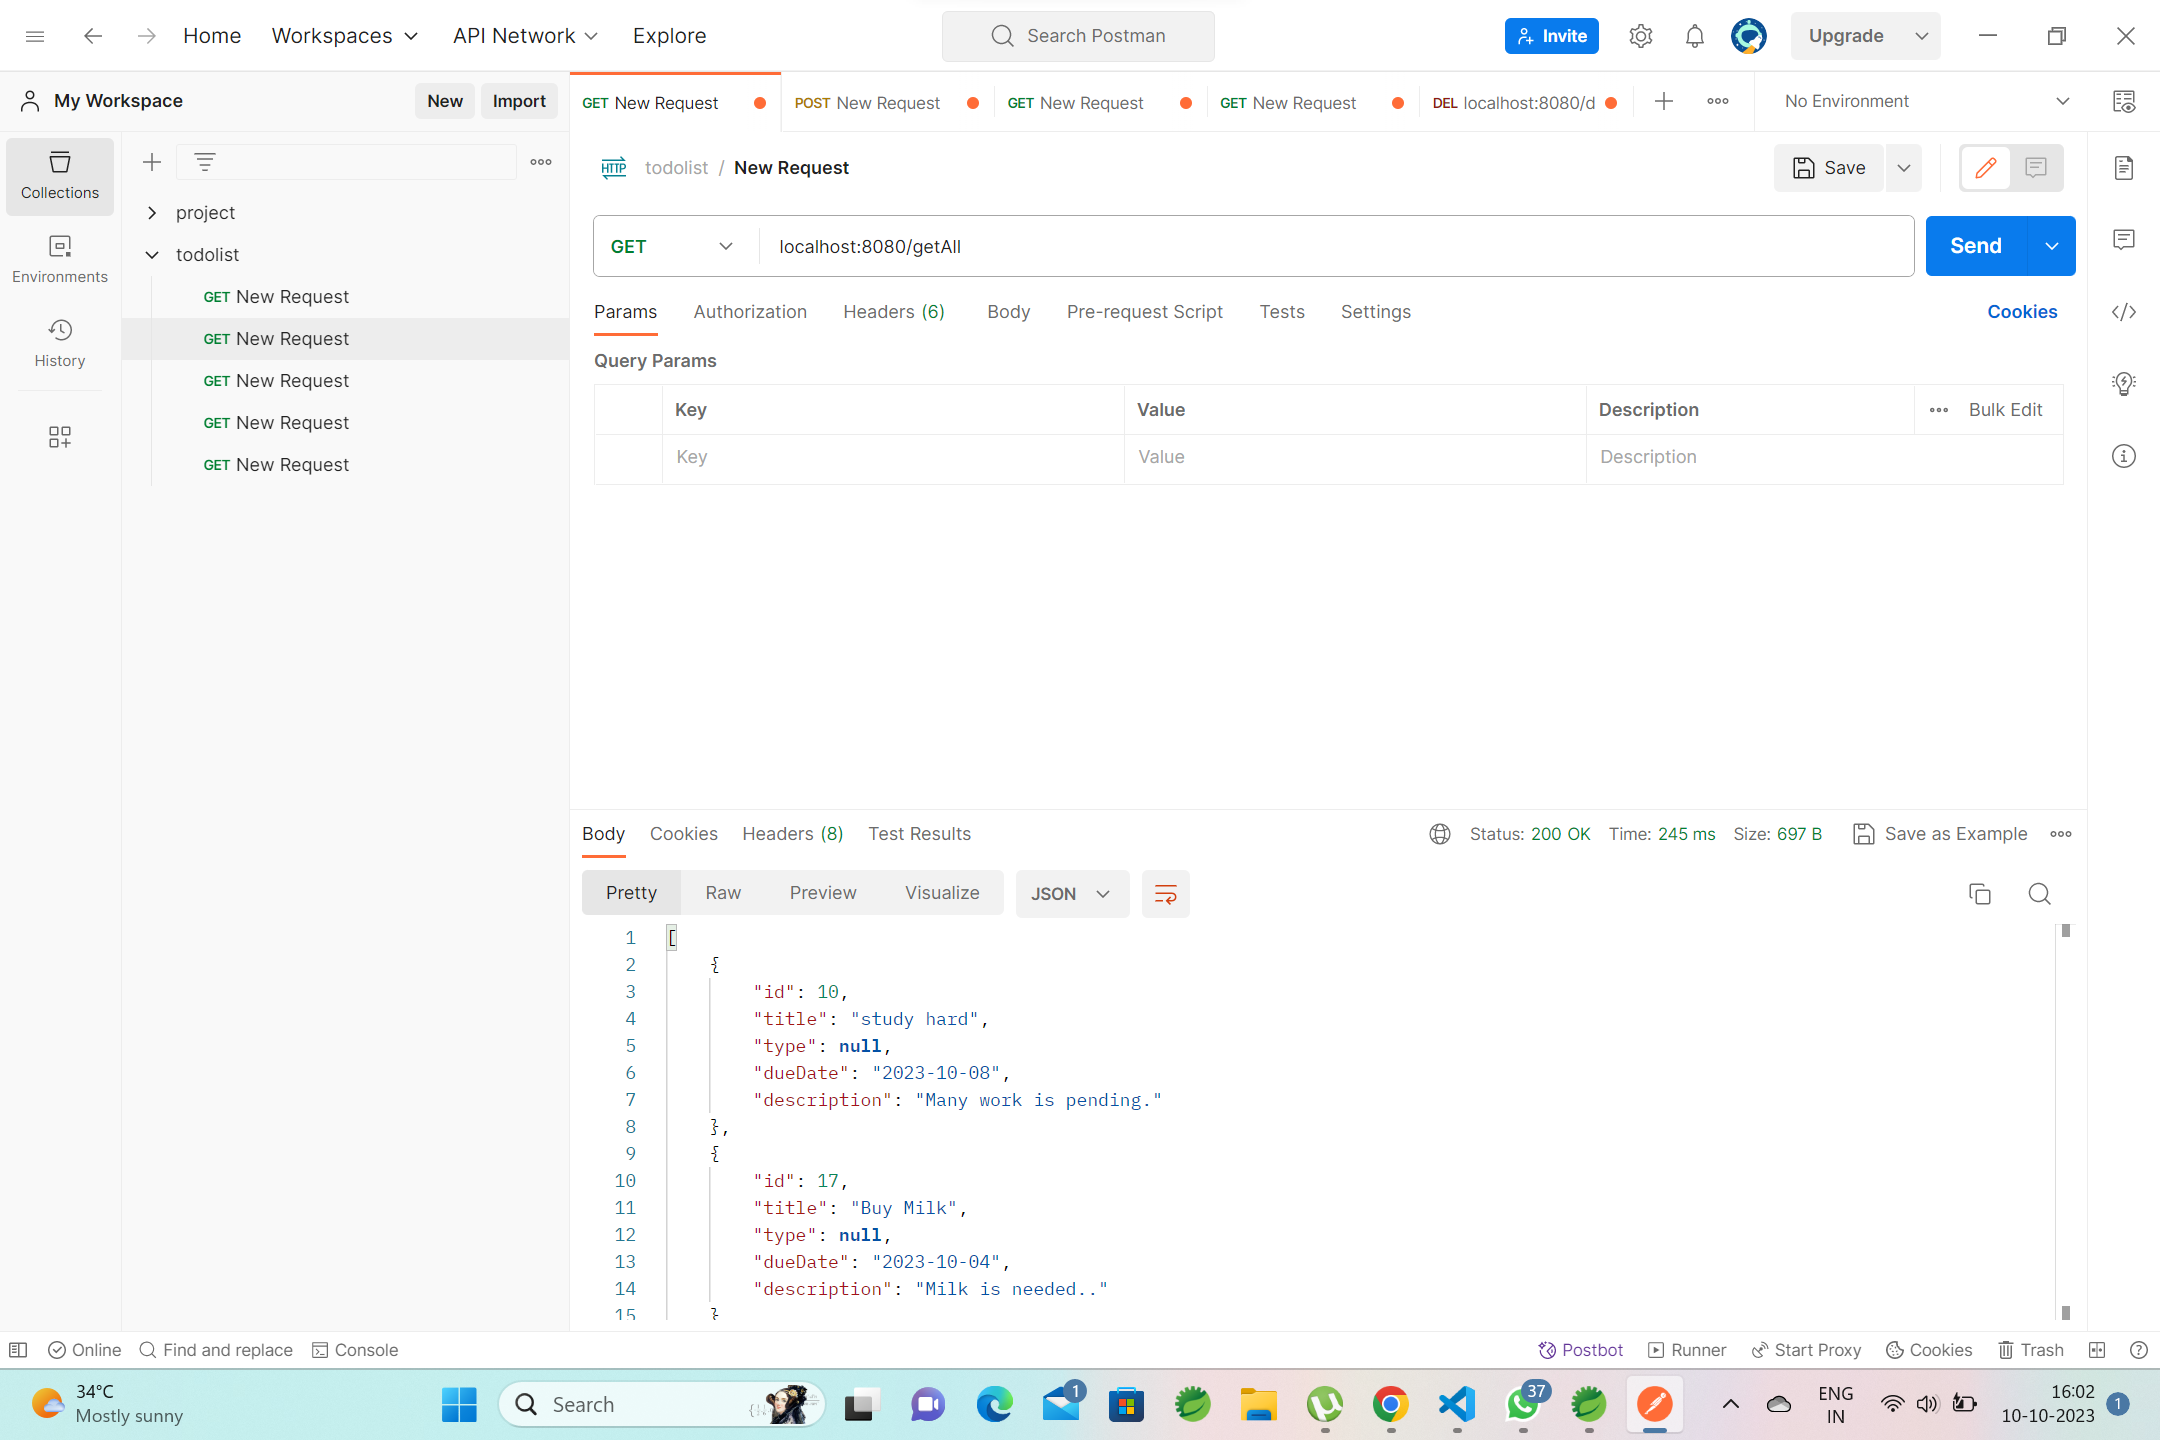 Home Workspaces API Network Explore Search Postman Invite Upgrade
My Workspace New Import GET New Request POST New Request GET New Request GET New Request DEL localhost:8080/d No Environment
Collections
Environments
History
project
todolist
GET New Request
GET New Request
GET New Request
GET New Request
GET New Request
HTTP todolist / New Request Save
GET localhost:8080/getAll Send
Params Authorization Headers (6) Body Pre-request Script Tests Settings Cookies
Query Params
Key Value Description Bulk Edit
Key Value Description
Body Cookies Headers (8) Test Results Status: 200 OK Time: 245 ms Size: 697 B Save as Example
Pretty Raw Preview Visualize JSON
1 [
2 {
3 "id": 10,
4 "title": "study hard",
5 "type": null,
6 "dueDate": "2023-10-08",
7 "description": "Many work is pending."
8 },
9 {
10 "id": 17,
11 "title": "Buy Milk",
12 "type": null,
13 "dueDate": "2023-10-04",
14 "description": "Milk is needed.."
15 }
Online Find and replace Console Postbot Runner Start Proxy Cookies Trash
34°C
Mostly sunny
Search
1
37
ENG
IN
16:02
10-10-2023
1